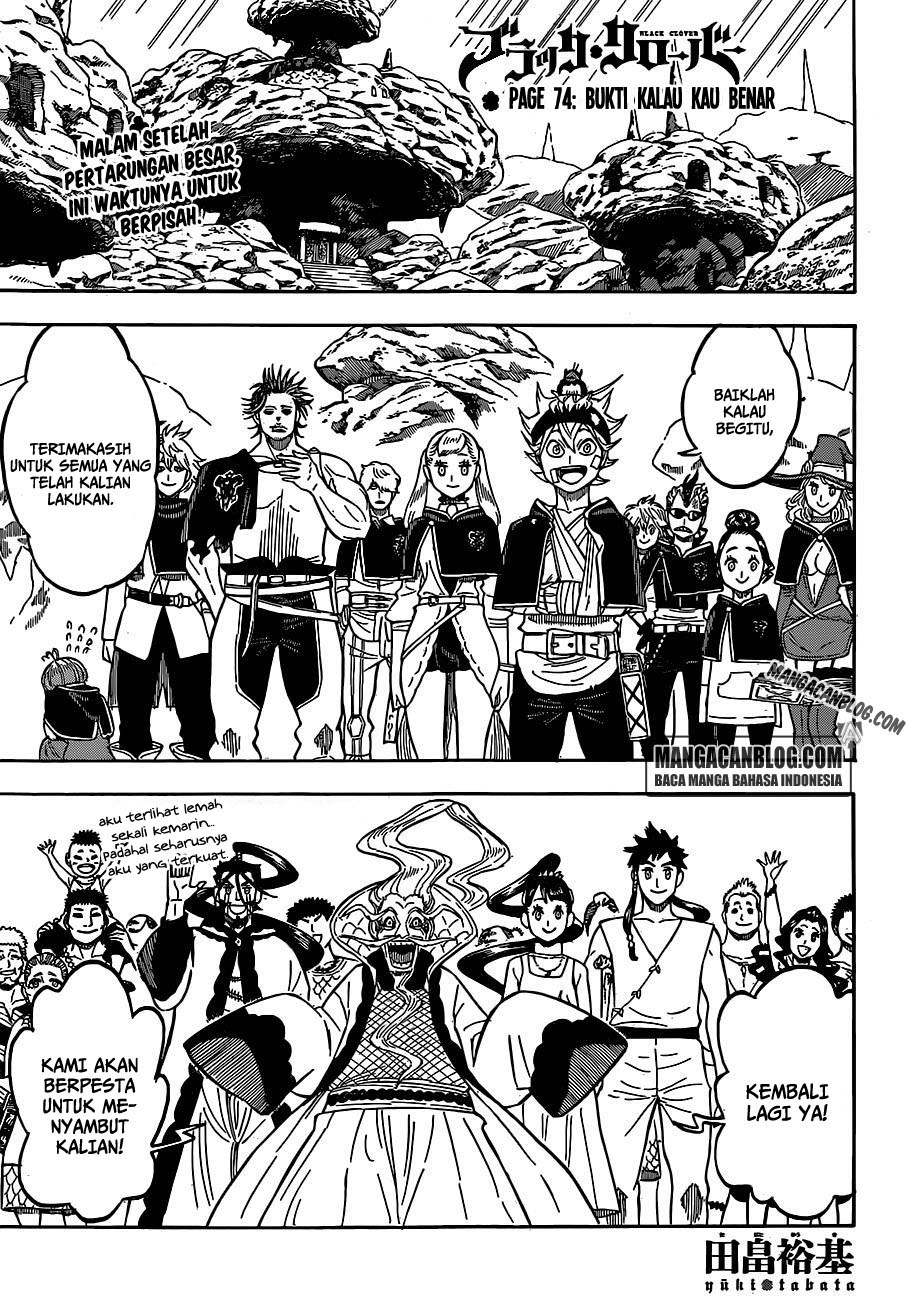 ブラック・クローバー
BLACK CLOVER
PAGE 74: BUKTI KALAU KAU BENAR
MALAM SETELAH
PERTARUNGAN BESAR,
INI WAKTUNYA UNTUK
BERPISAH!
BAIKLAH
KALAU
BEGITU,
TERIMAKASIH
UNTUK SEMUA YANG
TELAH KALIAN
LAKUKAN.
MANGACANBLOG.COM
MANGACANBLOG.COM
BACA MANGA BAHASA INDONESIA
aku terlihat lemah
sekali kemarin...
padahal seharusnya
aku yang terkuat.
KEMBALI
LAGI YA!
KAMI AKAN
BERPESTA
UNTUK ME-
NYAMBUT
KALIAN!
田畠裕基
yūki tabata